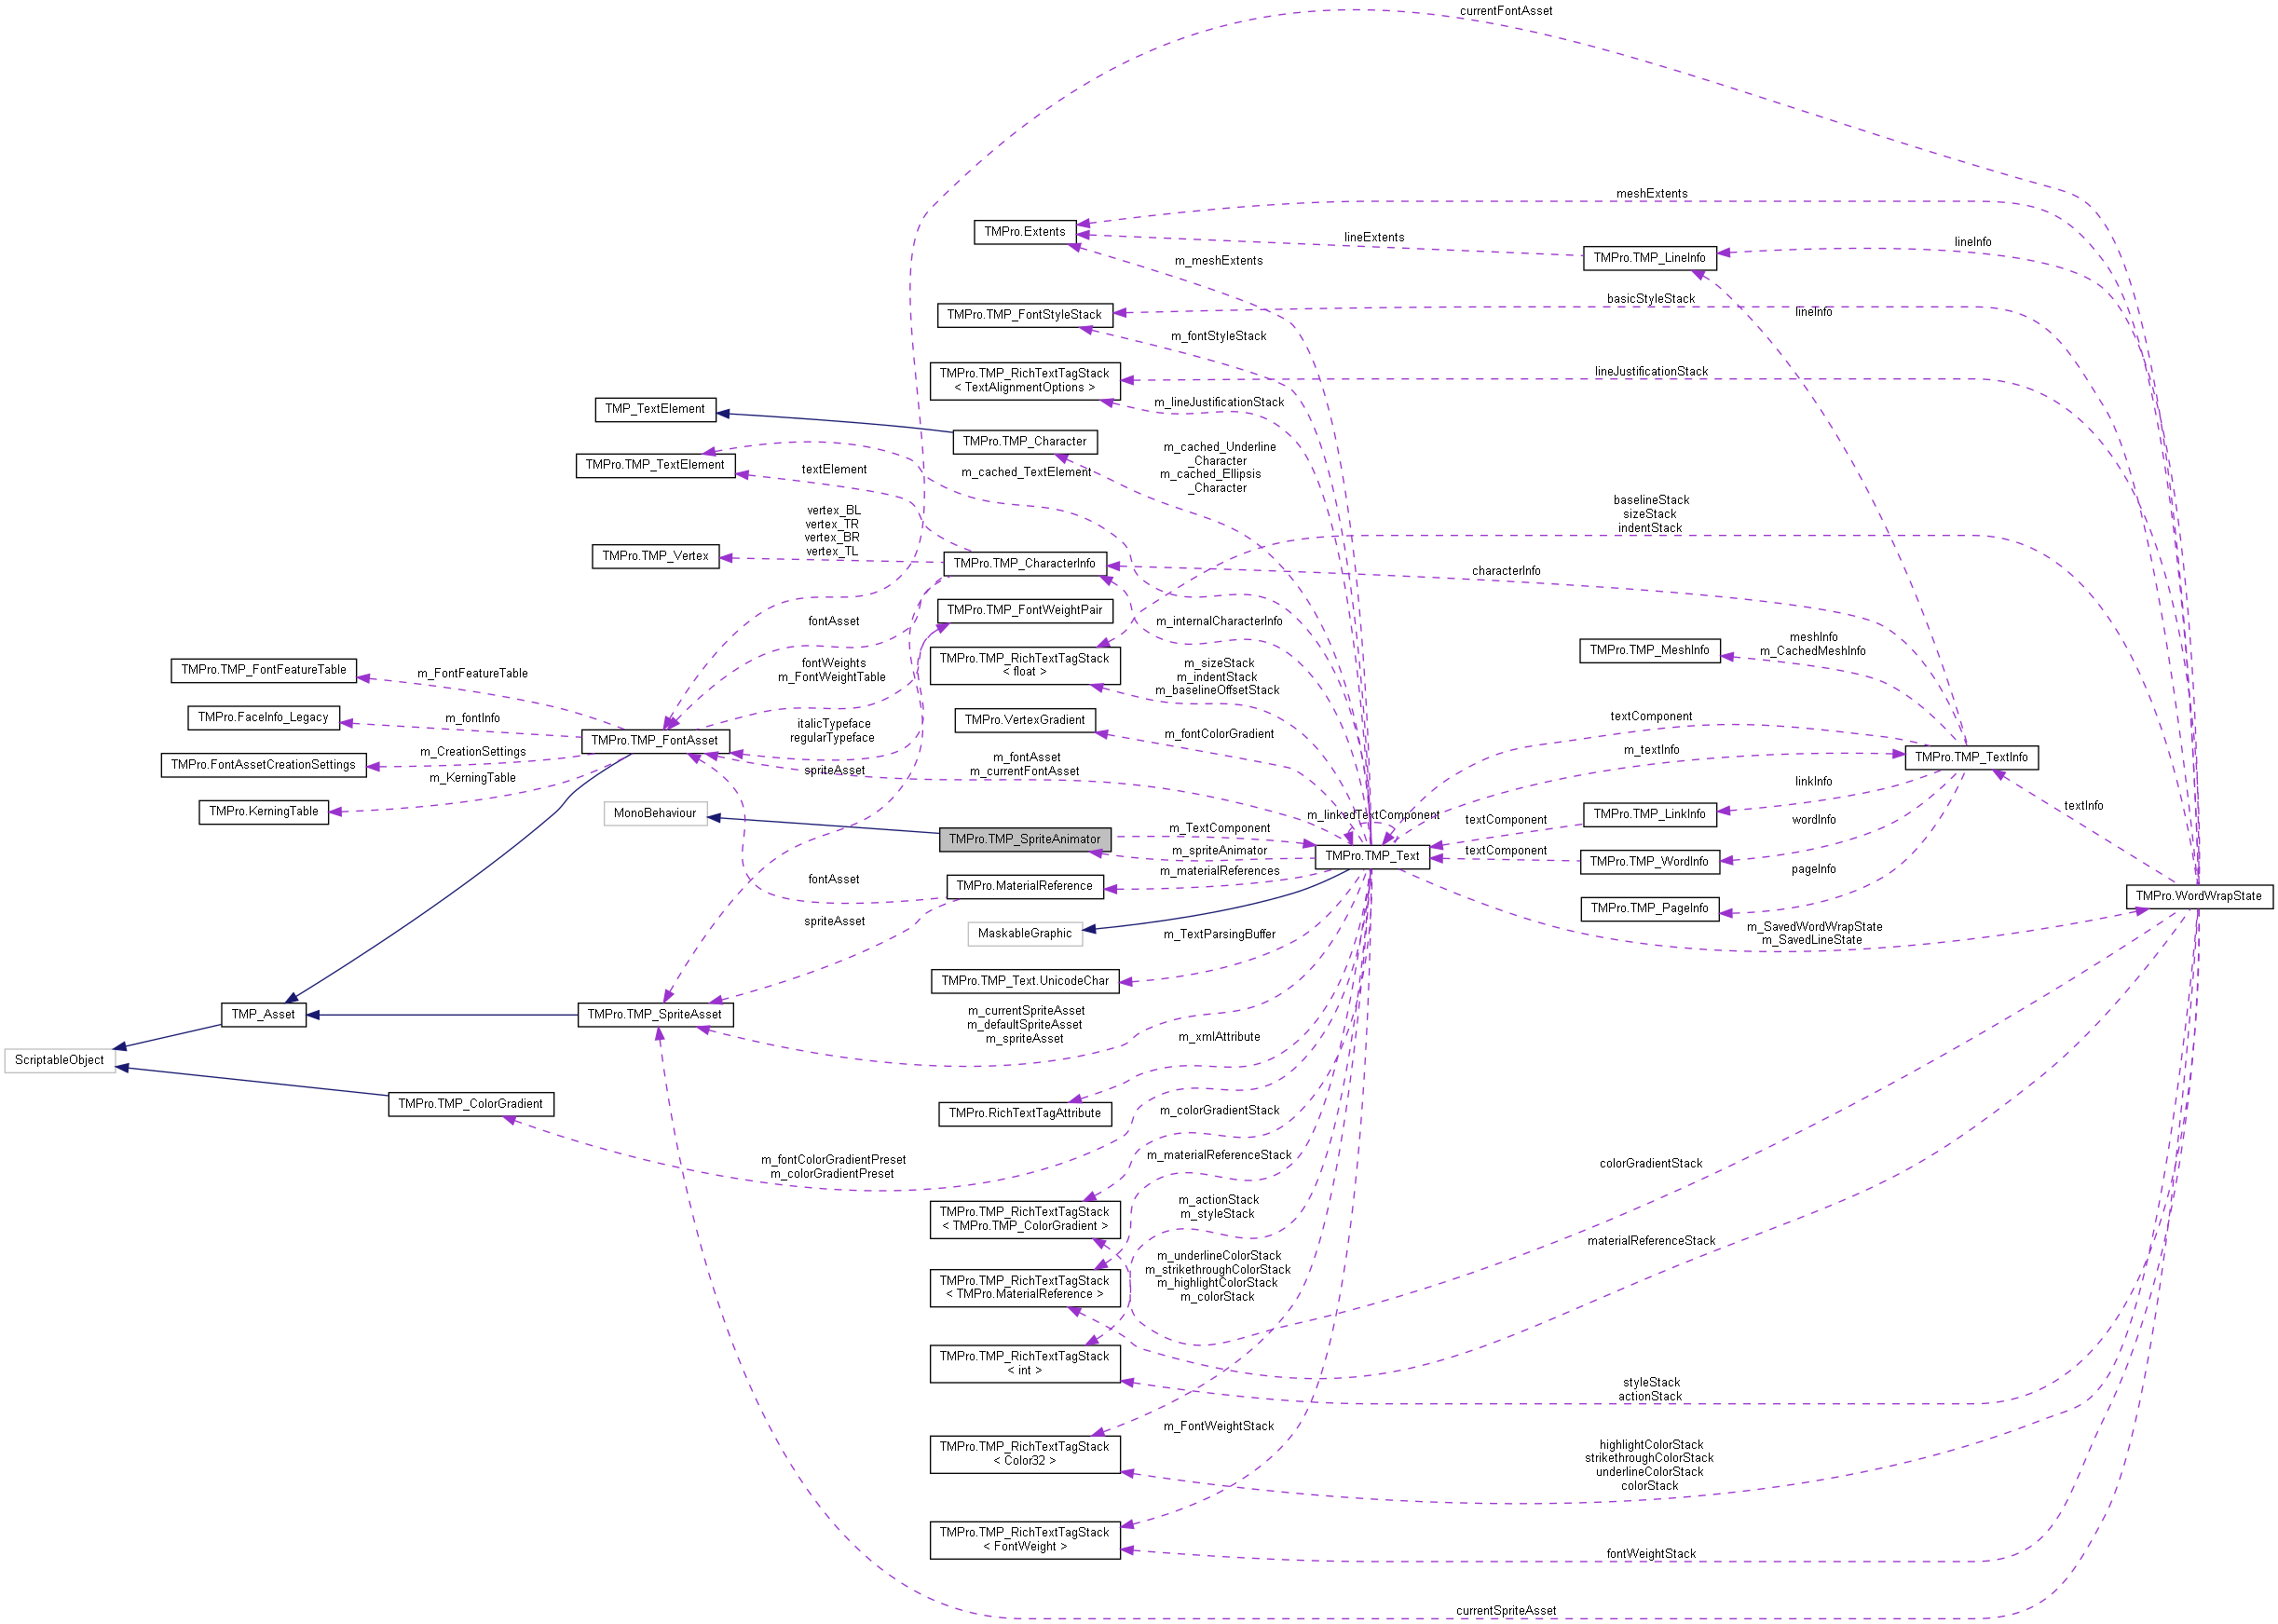 currentFontAsset
meshExtents
TMPro.Extents
lineExtents
lineInfo
TMPro.TMP_LineInfo
m_meshExtents
basicStyleStack
TMPro.TMP_FontStyleStack
lineInfo
m_fontStyleStack
TMPro.TMP_RichTextTagStack
< TextAlignmentOptions >
lineJustificationStack
m_lineJustificationStack
TMP_TextElement
TMPro.TMP_Character
m_cached_Underline
_Character
m_cached_Ellipsis
_Character
TMPro.TMP_TextElement
textElement
m_cached_TextElement
baselineStack
sizeStack
indentStack
vertex_BL
vertex_TR
vertex_BR
vertex_TL
TMPro.TMP_Vertex
TMPro.TMP_CharacterInfo
characterInfo
TMPro.TMP_FontWeightPair
fontAsset
m_internalCharacterInfo
meshInfo
m_CachedMeshInfo
TMPro.TMP_MeshInfo
TMPro.TMP_RichTextTagStack
< float >
TMPro.TMP_FontFeatureTable
m_FontFeatureTable
fontWeights
m_FontWeightTable
m_sizeStack
m_indentStack
m_baselineOffsetStack
TMPro.FaceInfo_Legacy
m_fontInfo
italicTypeface
regularTypeface
TMPro.VertexGradient
textComponent
TMPro.TMP_FontAsset
m_fontColorGradient
m_textInfo
TMPro.FontAssetCreationSettings
m_CreationSettings
m_KerningTable
spriteAsset
m_fontAsset
m_currentFontAsset
TMPro.TMP_TextInfo
linkInfo
TMPro.KerningTable
MonoBehaviour
m_linkedTextComponent
TMPro.TMP_LinkInfo
textInfo
textComponent
wordInfo
TMPro.TMP_SpriteAnimator
m_TextComponent
m_spriteAnimator
TMPro.TMP_Text
textComponent
TMPro.TMP_WordInfo
m_materialReferences
pageInfo
fontAsset
TMPro.MaterialReference
TMPro.WordWrapState
TMPro.TMP_PageInfo
spriteAsset
MaskableGraphic
m_TextParsingBuffer
m_SavedWordWrapState
m_SavedLineState
TMPro.TMP_Text.UnicodeChar
TMP_Asset
TMPro.TMP_SpriteAsset
m_currentSpriteAsset
m_defaultSpriteAsset
m_spriteAsset
m_xmlAttribute
ScriptableObject
TMPro.TMP_ColorGradient
TMPro.RichTextTagAttribute
m_colorGradientStack
m_fontColorGradientPreset
m_colorGradientPreset
m_materialReferenceStack
colorGradientStack
TMPro.TMP_RichTextTagStack
< TMPro.TMP_ColorGradient >
m_actionStack
m_styleStack
materialReferenceStack
TMPro.TMP_RichTextTagStack
< TMPro.MaterialReference >
m_underlineColorStack
m_strikethroughColorStack
m_highlightColorStack
m_colorStack
TMPro.TMP_RichTextTagStack
< int >
styleStack
actionStack
m_FontWeightStack
TMPro.TMP_RichTextTagStack
< Color32 >
highlightColorStack
strikethroughColorStack
underlineColorStack
colorStack
TMPro.TMP_RichTextTagStack
< FontWeight >
fontWeightStack
currentSpriteAsset